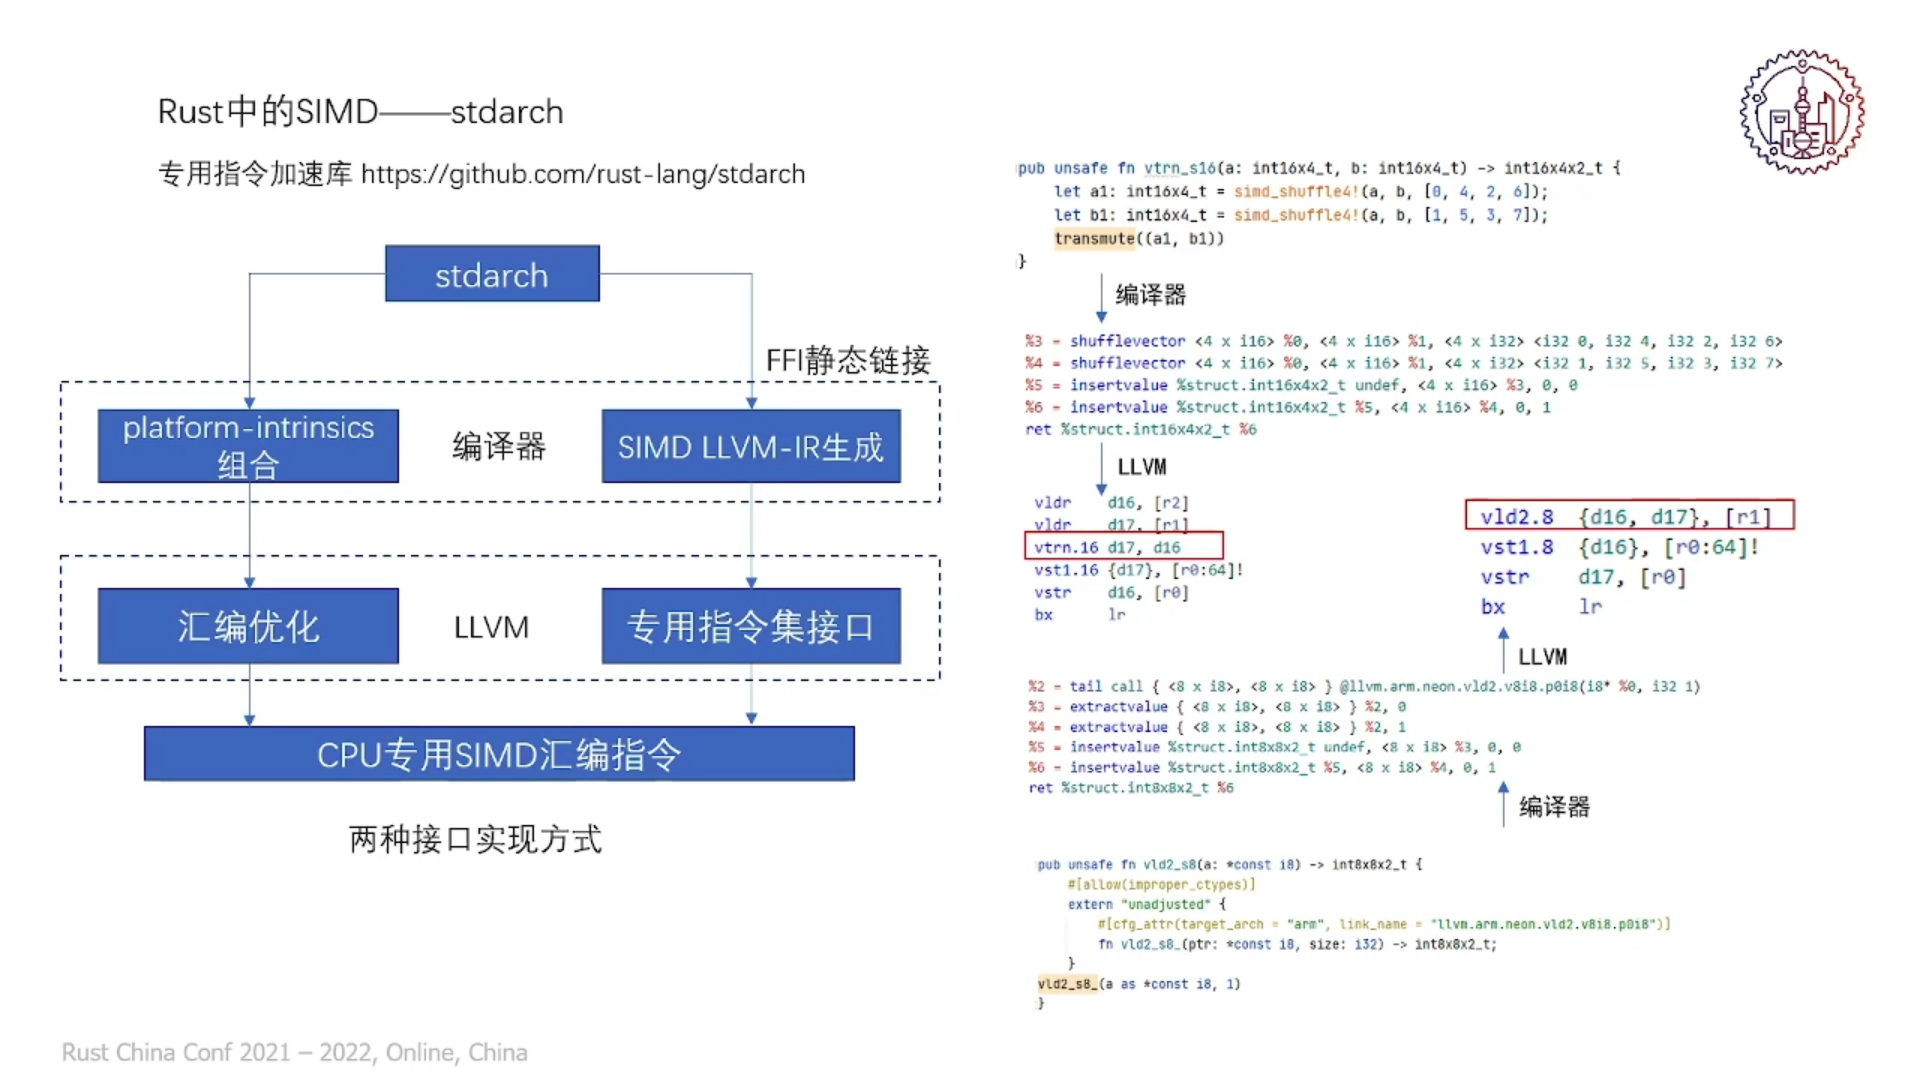 Rust中的SIMD——stdarch
专用指令加速库 https://github.com/rust-lang/stdarch
stdarch
FFI静态链接
platform-intrinsics
组合
编译器
SIMD LLVM-IR生成
汇编优化
LLVM
专用指令集接口
CPU专用SIMD汇编指令
两种接口实现方式
pub unsafe fn vtrn_s16(a: int16x4_t, b: int16x4_t) -> int16x4x2_t {
let a1: int16x4_t = simd_shuffle4!(a, b, [0, 4, 2, 6]);
let b1: int16x4_t = simd_shuffle4!(a, b, [1, 5, 3, 7]);
transmute((a1, b1))
}
编译器
%3 = shufflevector <4 x i16> %0, <4 x i16> %1, <4 x i32> <i32 0, i32 4, i32 2, i32 6>
%4 = shufflevector <4 x i16> %0, <4 x i16> %1, <4 x i32> <i32 1, i32 5, i32 3, i32 7>
%5 = insertvalue %struct.int16x4x2_t undef, <4 x i16> %3, 0, 0
%6 = insertvalue %struct.int16x4x2_t %5, <4 x i16> %4, 0, 1
ret %struct.int16x4x2_t %6
LLVM
vldr d16, [r2]
vldr d17, [r1]
vtrn.16 d17, d16
vst1.16 {d17}, [r0:64]!
vstr d16, [r0]
bx lr
vld2.8 {d16, d17}, [r1]
vst1.8 {d16}, [r0:64]!
vstr d17, [r0]
bx lr
LLVM
%2 = tail call { <8 x i8>, <8 x i8> } @llvm.arm.neon.vld2.v8i8.p0i8(i8* %0, i32 1)
%3 = extractvalue { <8 x i8>, <8 x i8> } %2, 0
%4 = extractvalue { <8 x i8>, <8 x i8> } %2, 1
%5 = insertvalue %struct.int8x8x2_t undef, <8 x i8> %3, 0, 0
%6 = insertvalue %struct.int8x8x2_t %5, <8 x i8> %4, 0, 1
ret %struct.int8x8x2_t %6
编译器
pub unsafe fn vld2_s8(a: *const i8) -> int8x8x2_t {
#[allow(improper_ctypes)]
extern "unadjusted" {
#[cfg_attr(target_arch = "arm", link_name = "llvm.arm.neon.vld2.v8i8.p0i8")]
fn vld2_s8_(ptr: *const i8, size: i32) -> int8x8x2_t;
}
vld2_s8_(a as *const i8, 1)
}
Rust China Conf 2021 – 2022, Online, China